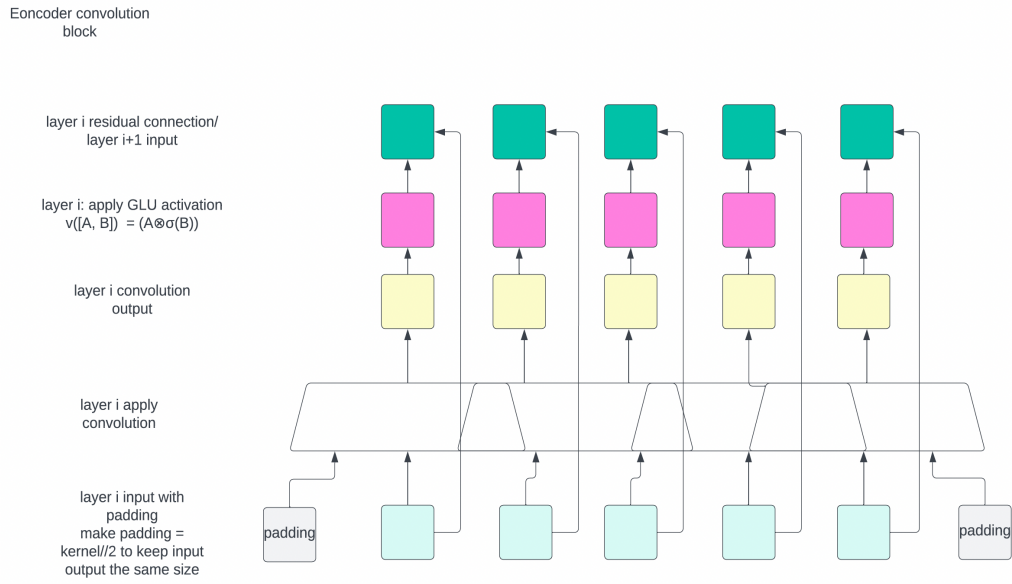 Eoncoder convolution
block
layer i residual connection/
layer i+1 input
layer i: apply GLU activation
v([A, B])  = (A⊗σ(B))
layer i convolution
output
layer i apply
convolution
layer i input with
padding
make padding =
kernel//2 to keep input
output the same size
padding
padding